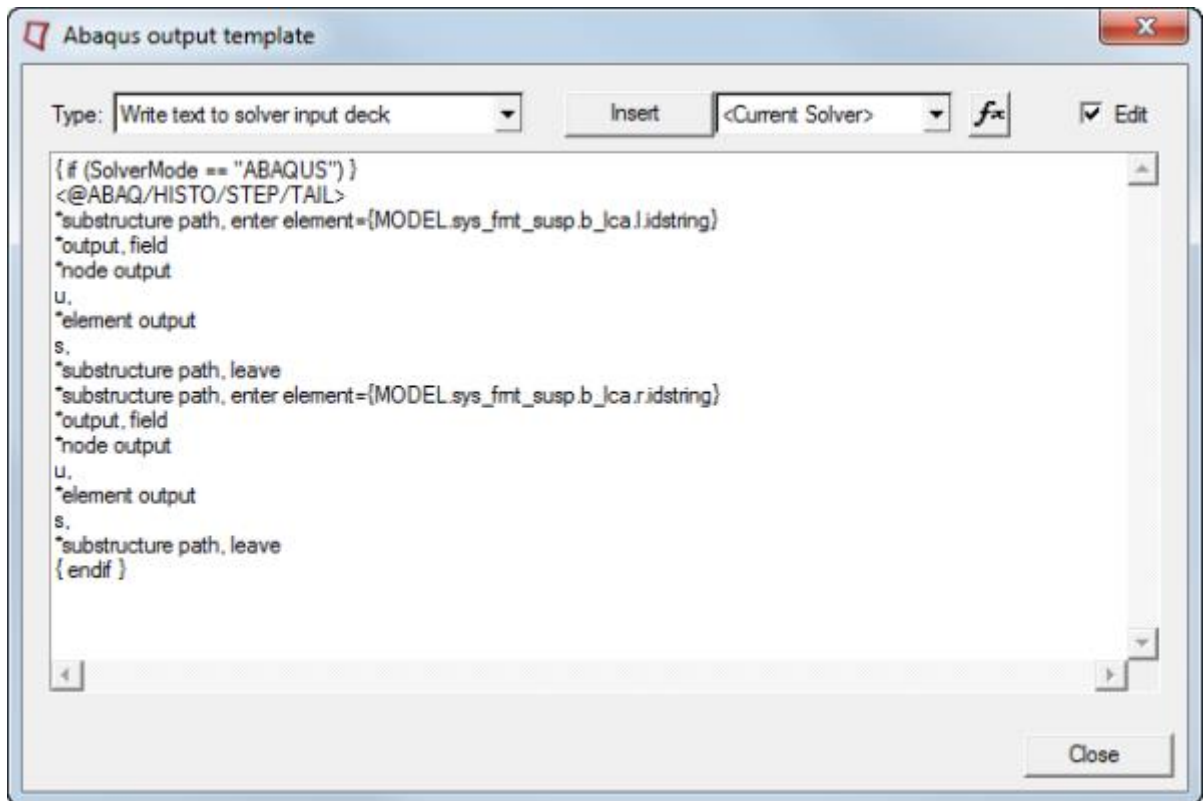 Abaqus output template
Type: Write text to solver input deck Insert <Current Solver> fx Edit
{ if (SolverMode == "ABAQUS") }
<@ABAQ/HISTO/STEP/TAIL>
*substructure path, enter element={MODEL.sys_frnt_susp.b_lca.l.idstring}
*output, field
*node output
u,
*element output
s,
*substructure path, leave
*substructure path, enter element={MODEL.sys_frnt_susp.b_lca.r.idstring}
*output, field
*node output
u,
*element output
s,
*substructure path, leave
{ endif }
Close